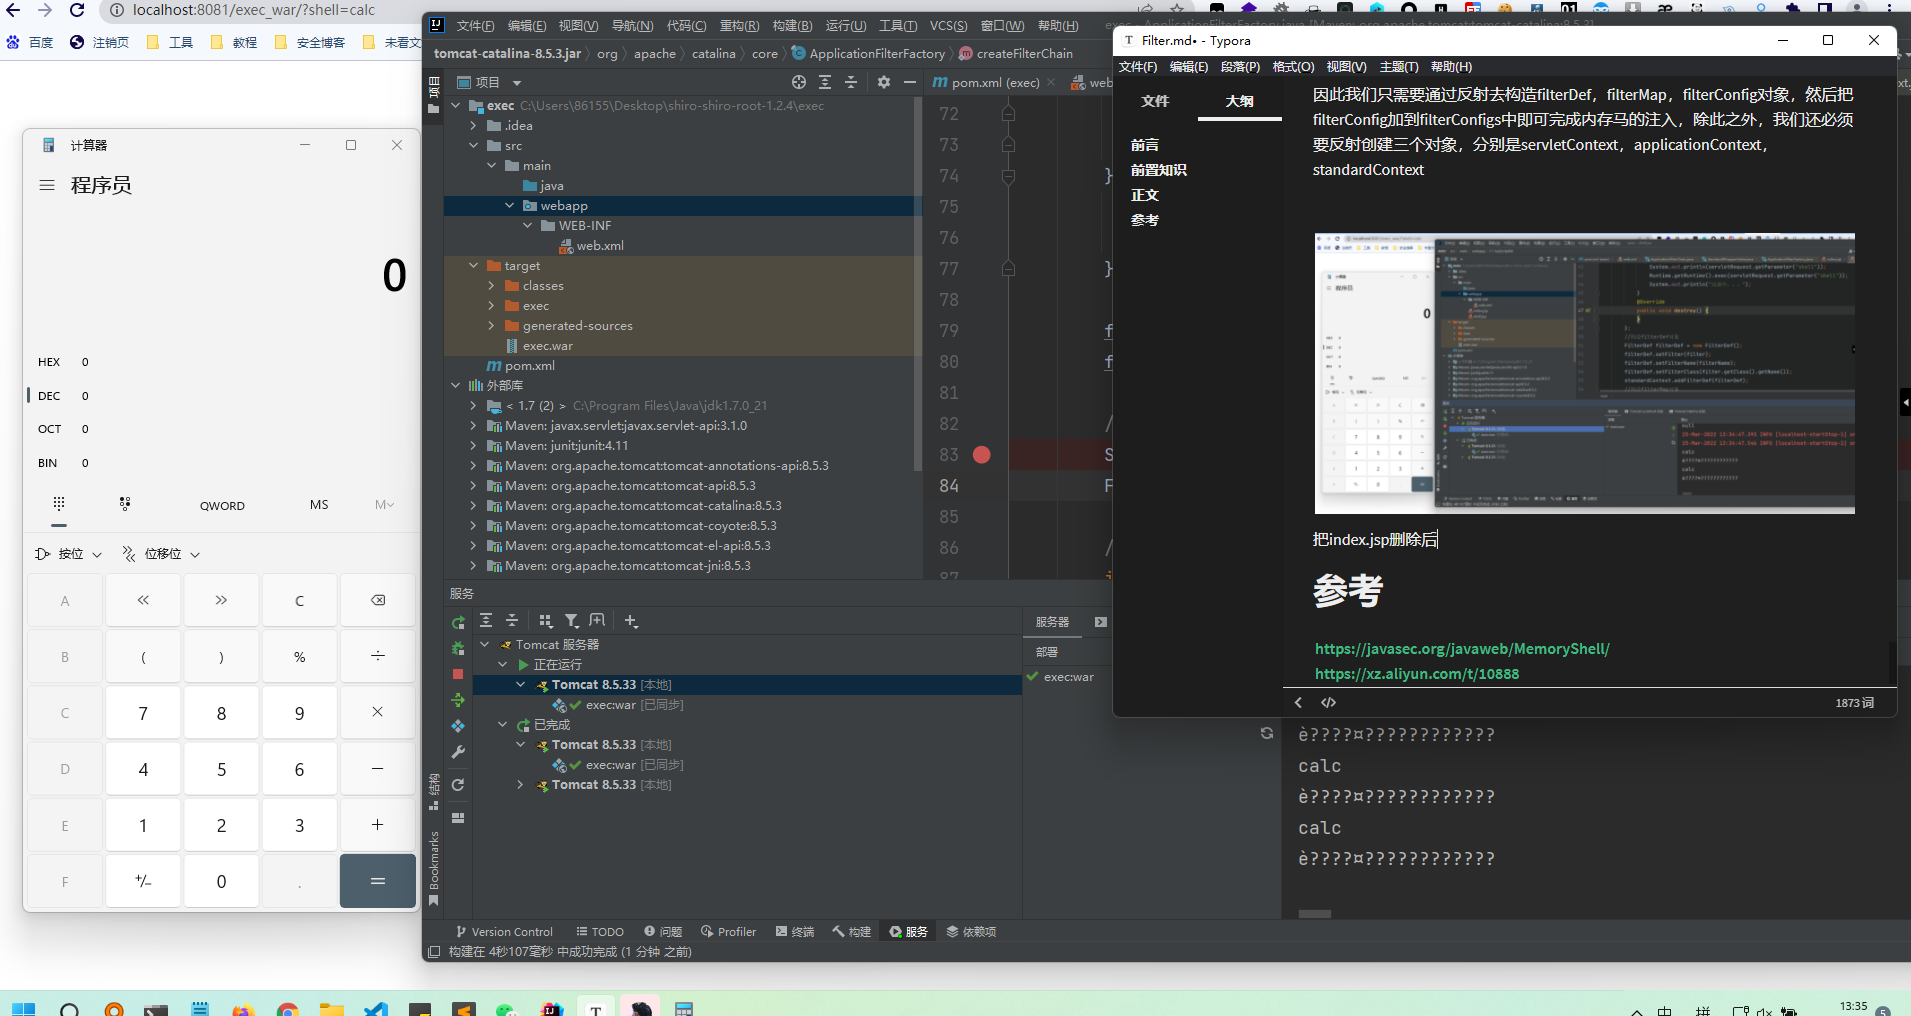 localhost:8081/exec_war/?shell=calc
百度
注销页
工具
教程
安全博客
未看文
计算器
程序员
0
HEX 0
DEC 0
OCT 0
BIN 0
QWORD
MS
M
按位
位移位
A « » C
B ( ) % ÷
C 7 8 9 ×
D 4 5 6 −
E 1 2 3 +
F +/− 0 . =
文件(F) 编辑(E) 视图(V) 导航(N) 代码(C) 重构(R) 构建(B) 运行(U) 工具(T) VCS(S) 窗口(W) 帮助(H)
exec - ApplicationFilterFactory.java [Maven: org.apache.tomcat:tomcat-catalina:8.5.3]
tomcat-catalina-8.5.3.jar org apache catalina core ApplicationFilterFactory createFilterChain
项目
项目
pom.xml (exec)
web
exec C:\Users\86155\Desktop\shiro-shiro-root-1.2.4\exec
.idea
src
main
java
webapp
WEB-INF
web.xml
target
classes
exec
generated-sources
exec.war
pom.xml
外部库
< 1.7 (2) > C:\Program Files\Java\jdk1.7.0_21
Maven: javax.servlet:javax.servlet-api:3.1.0
Maven: junit:junit:4.11
Maven: org.apache.tomcat:tomcat-annotations-api:8.5.3
Maven: org.apache.tomcat:tomcat-api:8.5.3
Maven: org.apache.tomcat:tomcat-catalina:8.5.3
Maven: org.apache.tomcat:tomcat-coyote:8.5.3
Maven: org.apache.tomcat:tomcat-el-api:8.5.3
Maven: org.apache.tomcat:tomcat-jni:8.5.3
72
73
74 }
75
76
77 }
78
79 f
80 f
81
82 /
83 S
84 F
85
86 /
87
服务
Tomcat 服务器
正在运行
Tomcat 8.5.33 [本地]
exec:war [已同步]
已完成
Tomcat 8.5.33 [本地]
exec:war [已同步]
Tomcat 8.5.33 [本地]
服务器
部署
exec:war
结构
Bookmarks
è????¤????????????
calc
è????¤????????????
calc
è????¤????????????
Version Control TODO 问题 Profiler 终端 构建 服务 依赖项
构建在 4秒107毫秒 中成功完成 (1 分钟 之前)
Filter.md• - Typora
文件(F) 编辑(E) 段落(P) 格式(O) 视图(V) 主题(T) 帮助(H)
文件
大纲
前言
前置知识
正文
参考
因此我们只需要通过反射去构造filterDef，filterMap，filterConfig对象，然后把
filterConfig加到filterConfigs中即可完成内存马的注入，除此之外，我们还必须
要反射创建三个对象，分别是servletContext，applicationContext，
standardContext
把index.jsp删除后
参考
https://javasec.org/javaweb/MemoryShell/
https://xz.aliyun.com/t/10888
1873 词
中
拼
13:35
5